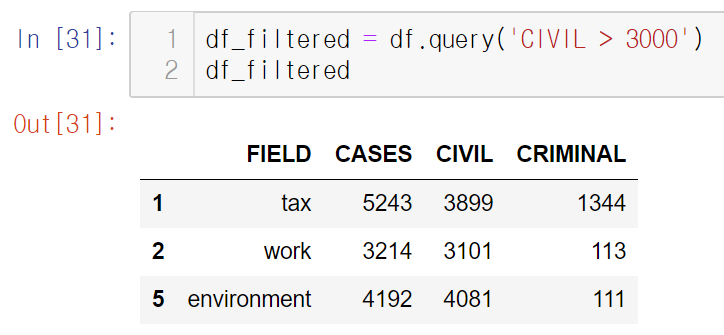 In [31]:
1 df_filtered = df.query('CIVIL > 3000')
2 df_filtered
Out[31]:
FIELD CASES CIVIL CRIMINAL
1 tax 5243 3899 1344
2 work 3214 3101 113
5 environment 4192 4081 111